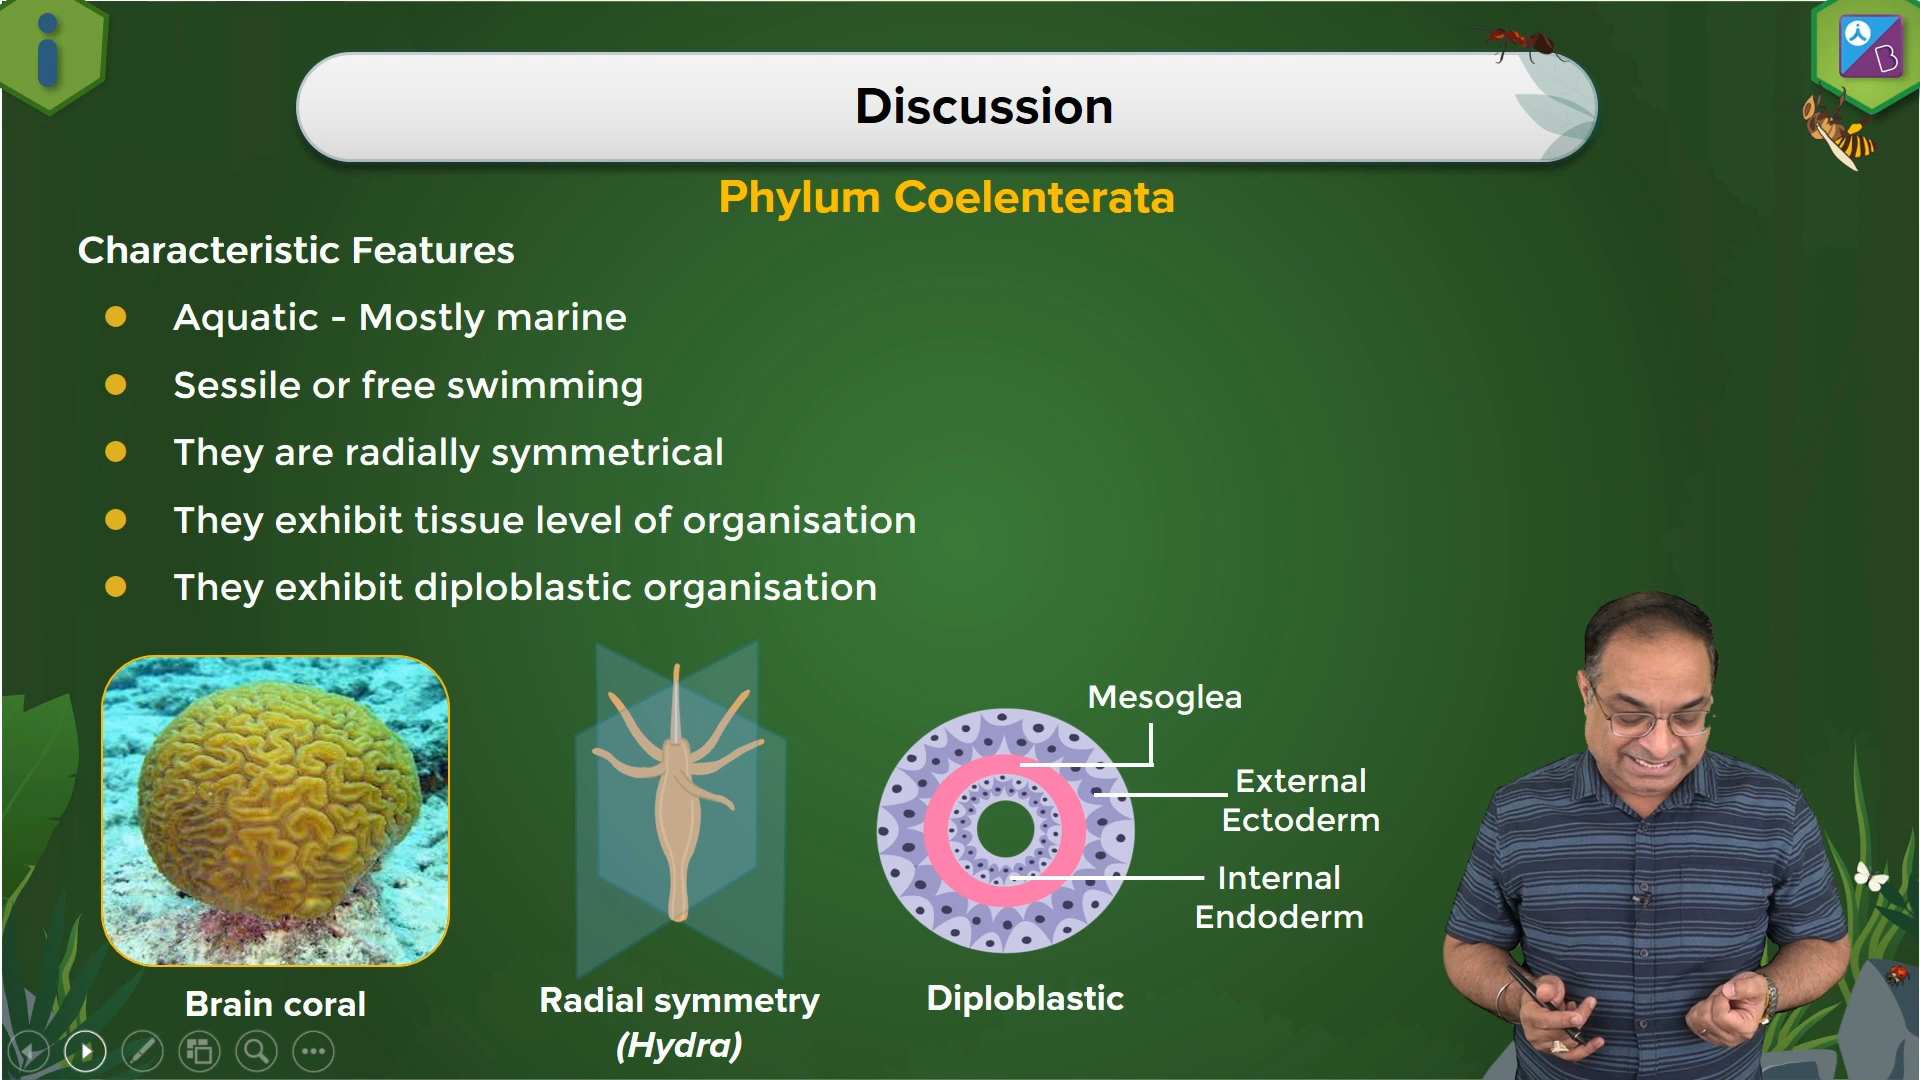 Discussion
Phylum Coelenterata
Characteristic Features
Aquatic - Mostly marine
Sessile or free swimming
They are radially symmetrical
They exhibit tissue level of organisation
They exhibit diploblastic organisation
Mesoglea
External
Ectoderm
Internal
Endoderm
Brain coral
Radial symmetry
(Hydra)
Diploblastic
B